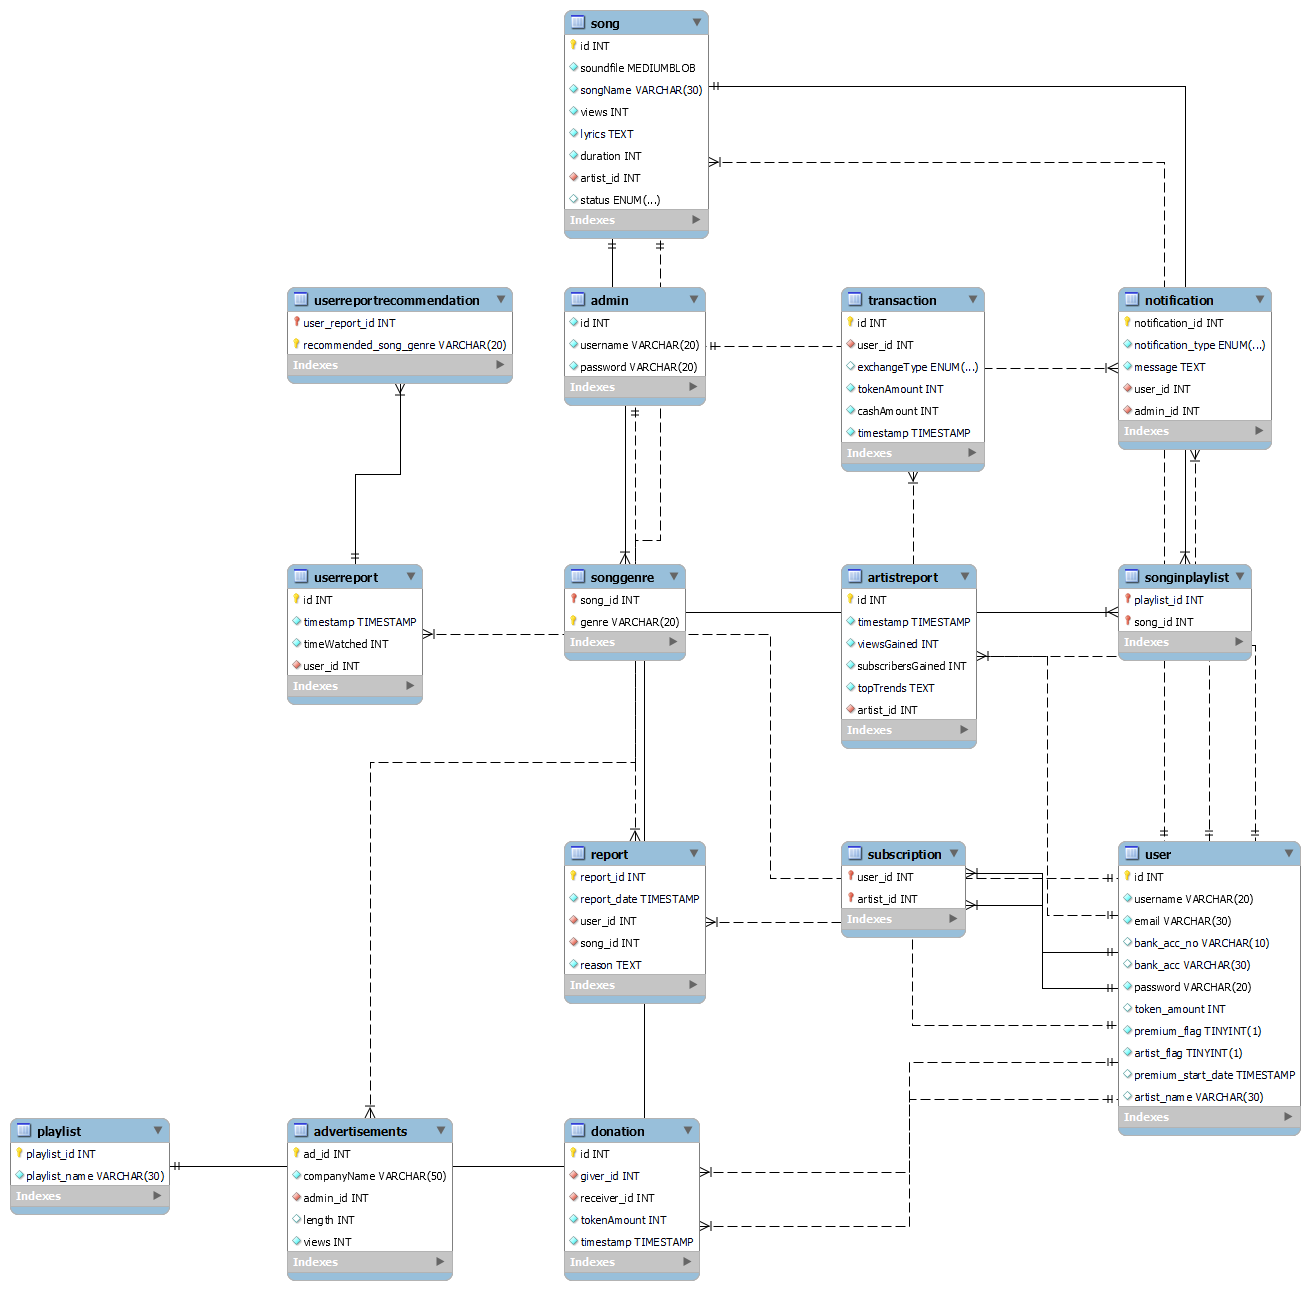 song
id INT
soundfile MEDIUMBLOB
songName VARCHAR(30)
views INT
lyrics TEXT
duration INT
artist_id INT
status ENUM(...)
Indexes
userreportrecommendation
user_report_id INT
recommended_song_genre VARCHAR(20)
Indexes
admin
id INT
username VARCHAR(20)
password VARCHAR(20)
Indexes
transaction
id INT
user_id INT
exchangeType ENUM(...)
tokenAmount INT
cashAmount INT
timestamp TIMESTAMP
Indexes
notification
notification_id INT
notification_type ENUM(...)
message TEXT
user_id INT
admin_id INT
Indexes
userreport
id INT
timestamp TIMESTAMP
timeWatched INT
user_id INT
Indexes
songgenre
song_id INT
genre VARCHAR(20)
Indexes
artistreport
id INT
timestamp TIMESTAMP
viewsGained INT
subscribersGained INT
topTrends TEXT
artist_id INT
Indexes
songinplaylist
playlist_id INT
song_id INT
Indexes
report
report_id INT
report_date TIMESTAMP
user_id INT
song_id INT
reason TEXT
Indexes
subscription
user_id INT
artist_id INT
Indexes
user
id INT
username VARCHAR(20)
email VARCHAR(30)
bank_acc_no VARCHAR(10)
bank_acc VARCHAR(30)
password VARCHAR(20)
token_amount INT
premium_flag TINYINT(1)
artist_flag TINYINT(1)
premium_start_date TIMESTAMP
artist_name VARCHAR(30)
Indexes
playlist
playlist_id INT
playlist_name VARCHAR(30)
Indexes
advertisements
ad_id INT
companyName VARCHAR(50)
admin_id INT
length INT
views INT
Indexes
donation
id INT
giver_id INT
receiver_id INT
tokenAmount INT
timestamp TIMESTAMP
Indexes